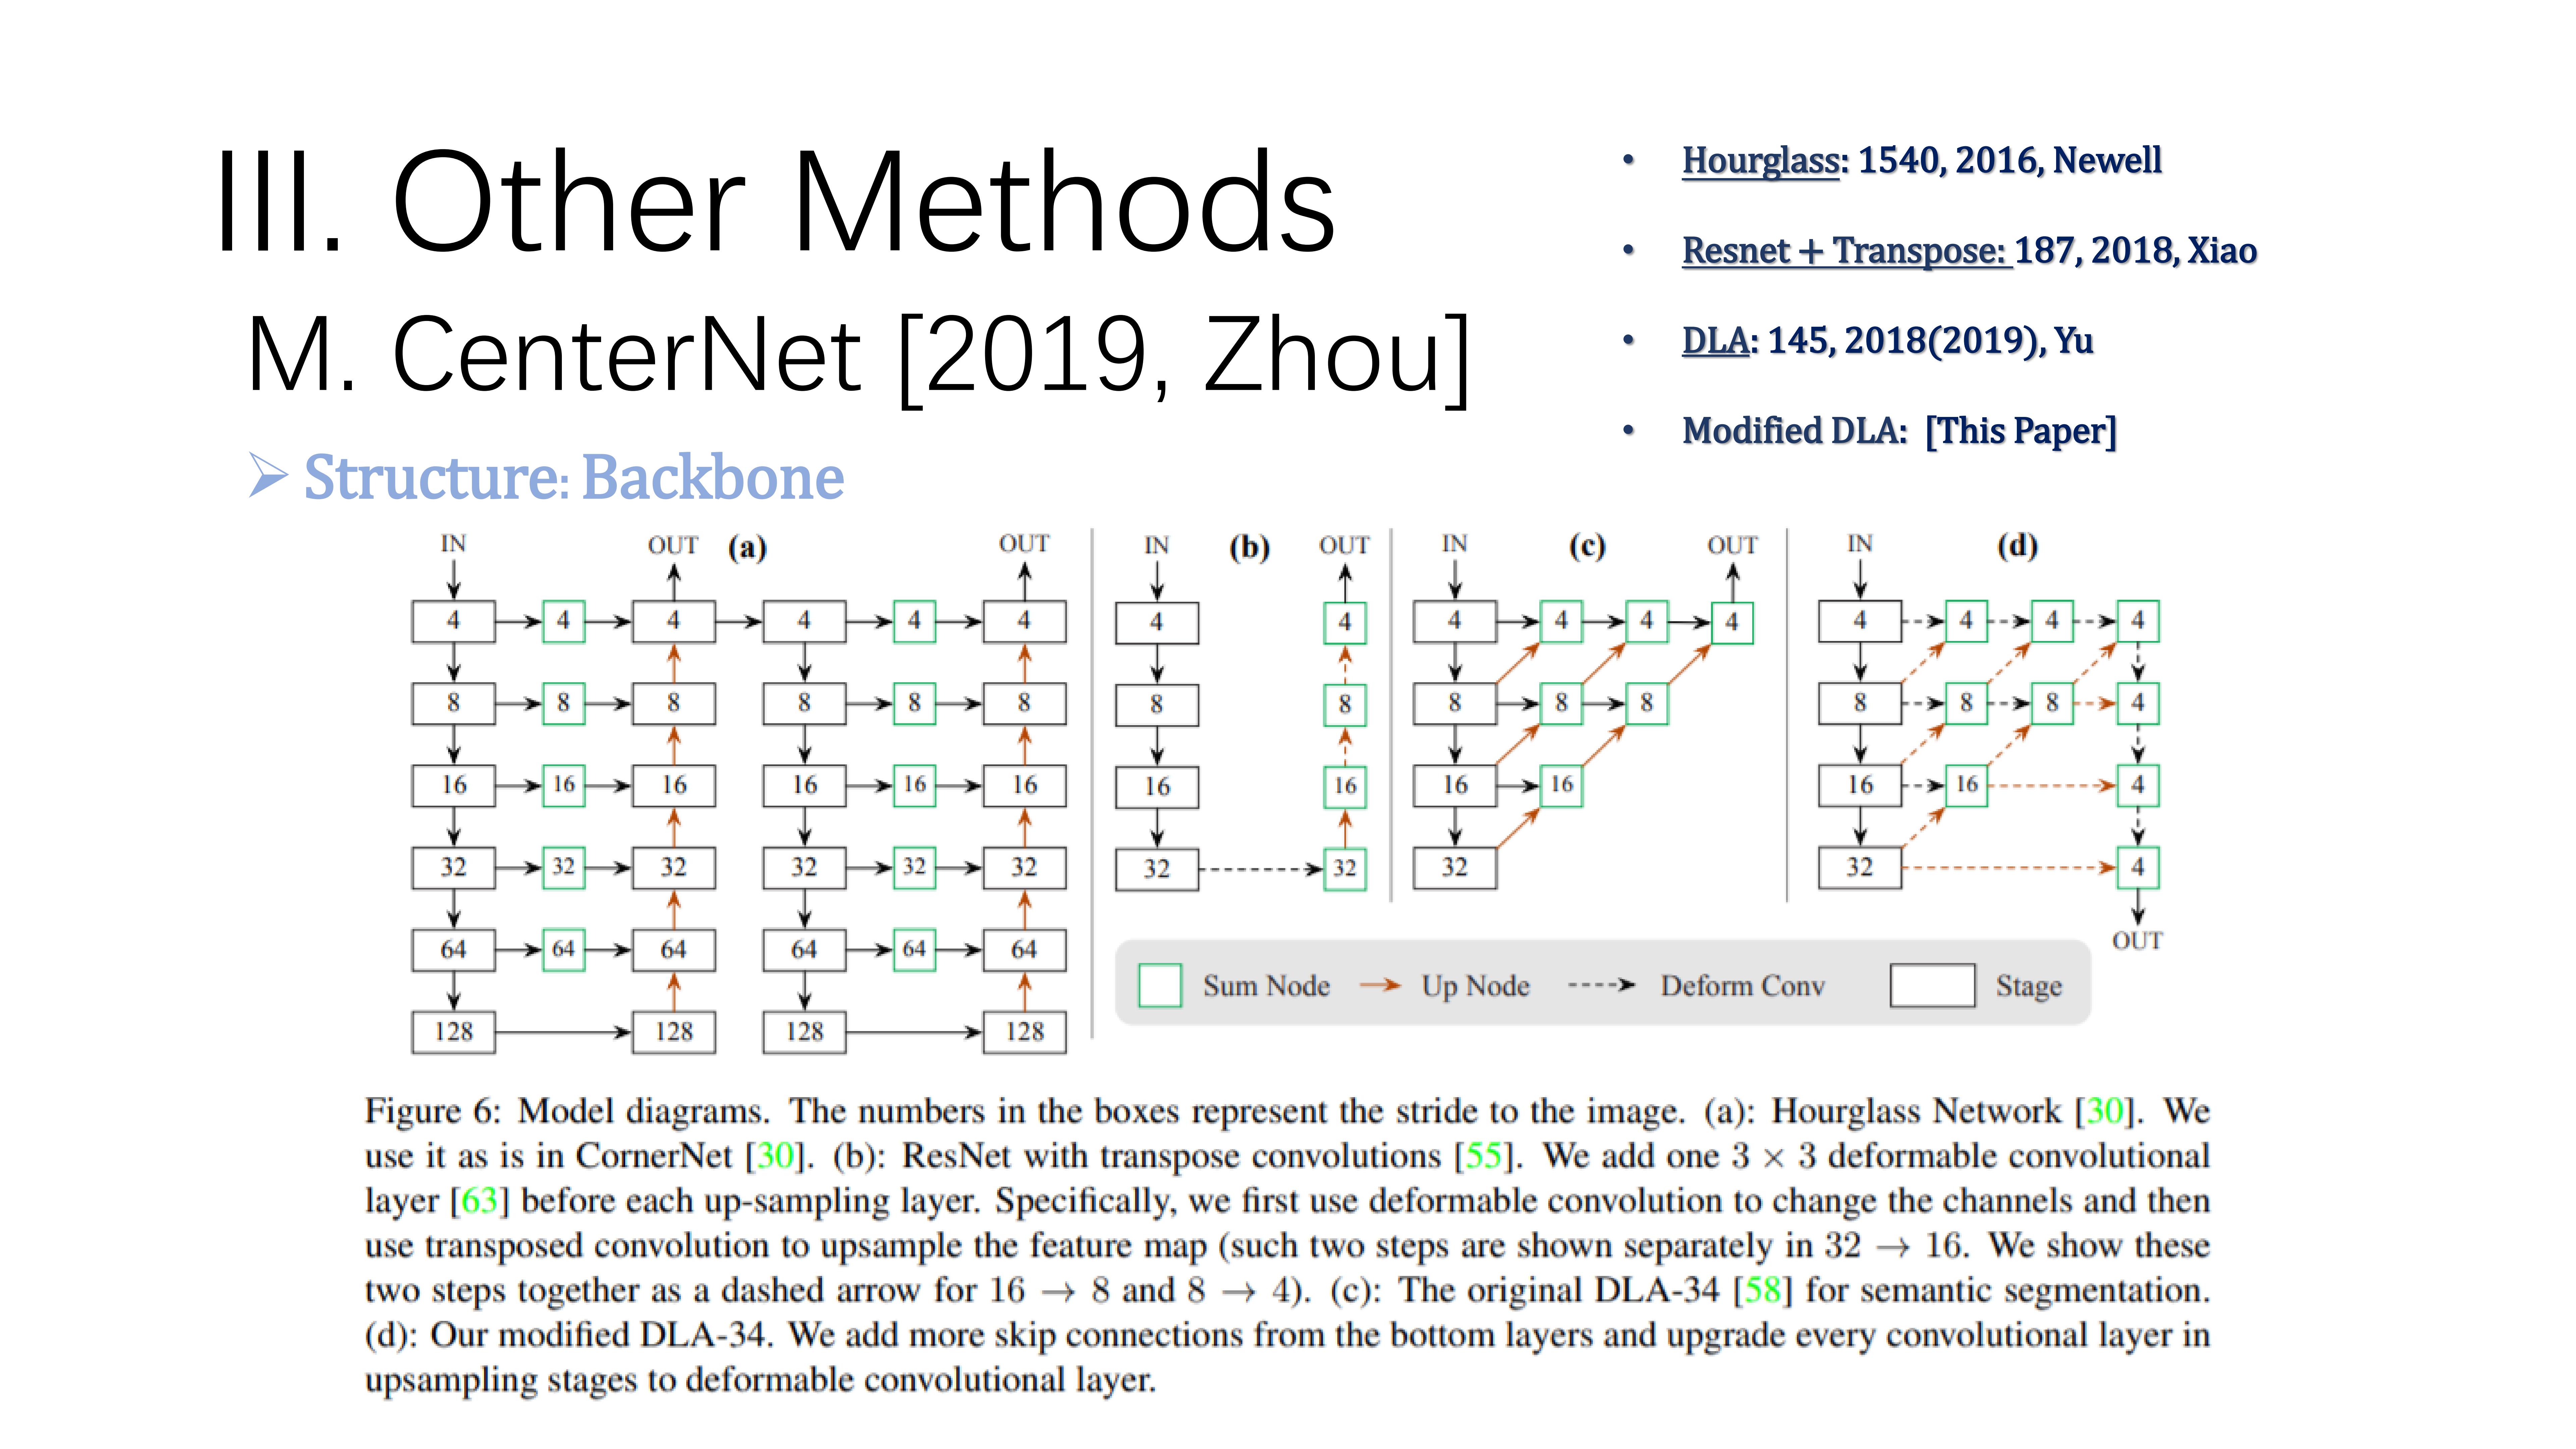 III. Other Methods
M. CenterNet [2019, Zhou]
➢ Structure: Backbone
• Hourglass: 1540, 2016, Newell
• Resnet + Transpose: 187, 2018, Xiao
• DLA: 145, 2018(2019), Yu
• Modified DLA: [This Paper]
IN OUT (a) OUT
4 4 4 4 4 4
8 8 8 8 8 8
16 16 16 16 16 16
32 32 32 32 32 32
64 64 64 64 64 64
128 128 128 128
IN (b) OUT
4 4
8 8
16 16
32 32
IN (c) OUT
4 4 4 4
8 8 8
16 16
32
IN (d)
4 4 4 4
8 8 8 4
16 16 4
32 4
OUT
Sum Node Up Node Deform Conv Stage
Figure 6: Model diagrams. The numbers in the boxes represent the stride to the image. (a): Hourglass Network [30]. We
use it as is in CornerNet [30]. (b): ResNet with transpose convolutions [55]. We add one 3 × 3 deformable convolutional
layer [63] before each up-sampling layer. Specifically, we first use deformable convolution to change the channels and then
use transposed convolution to upsample the feature map (such two steps are shown separately in 32 → 16. We show these
two steps together as a dashed arrow for 16 → 8 and 8 → 4). (c): The original DLA-34 [58] for semantic segmentation.
(d): Our modified DLA-34. We add more skip connections from the bottom layers and upgrade every convolutional layer in
upsampling stages to deformable convolutional layer.